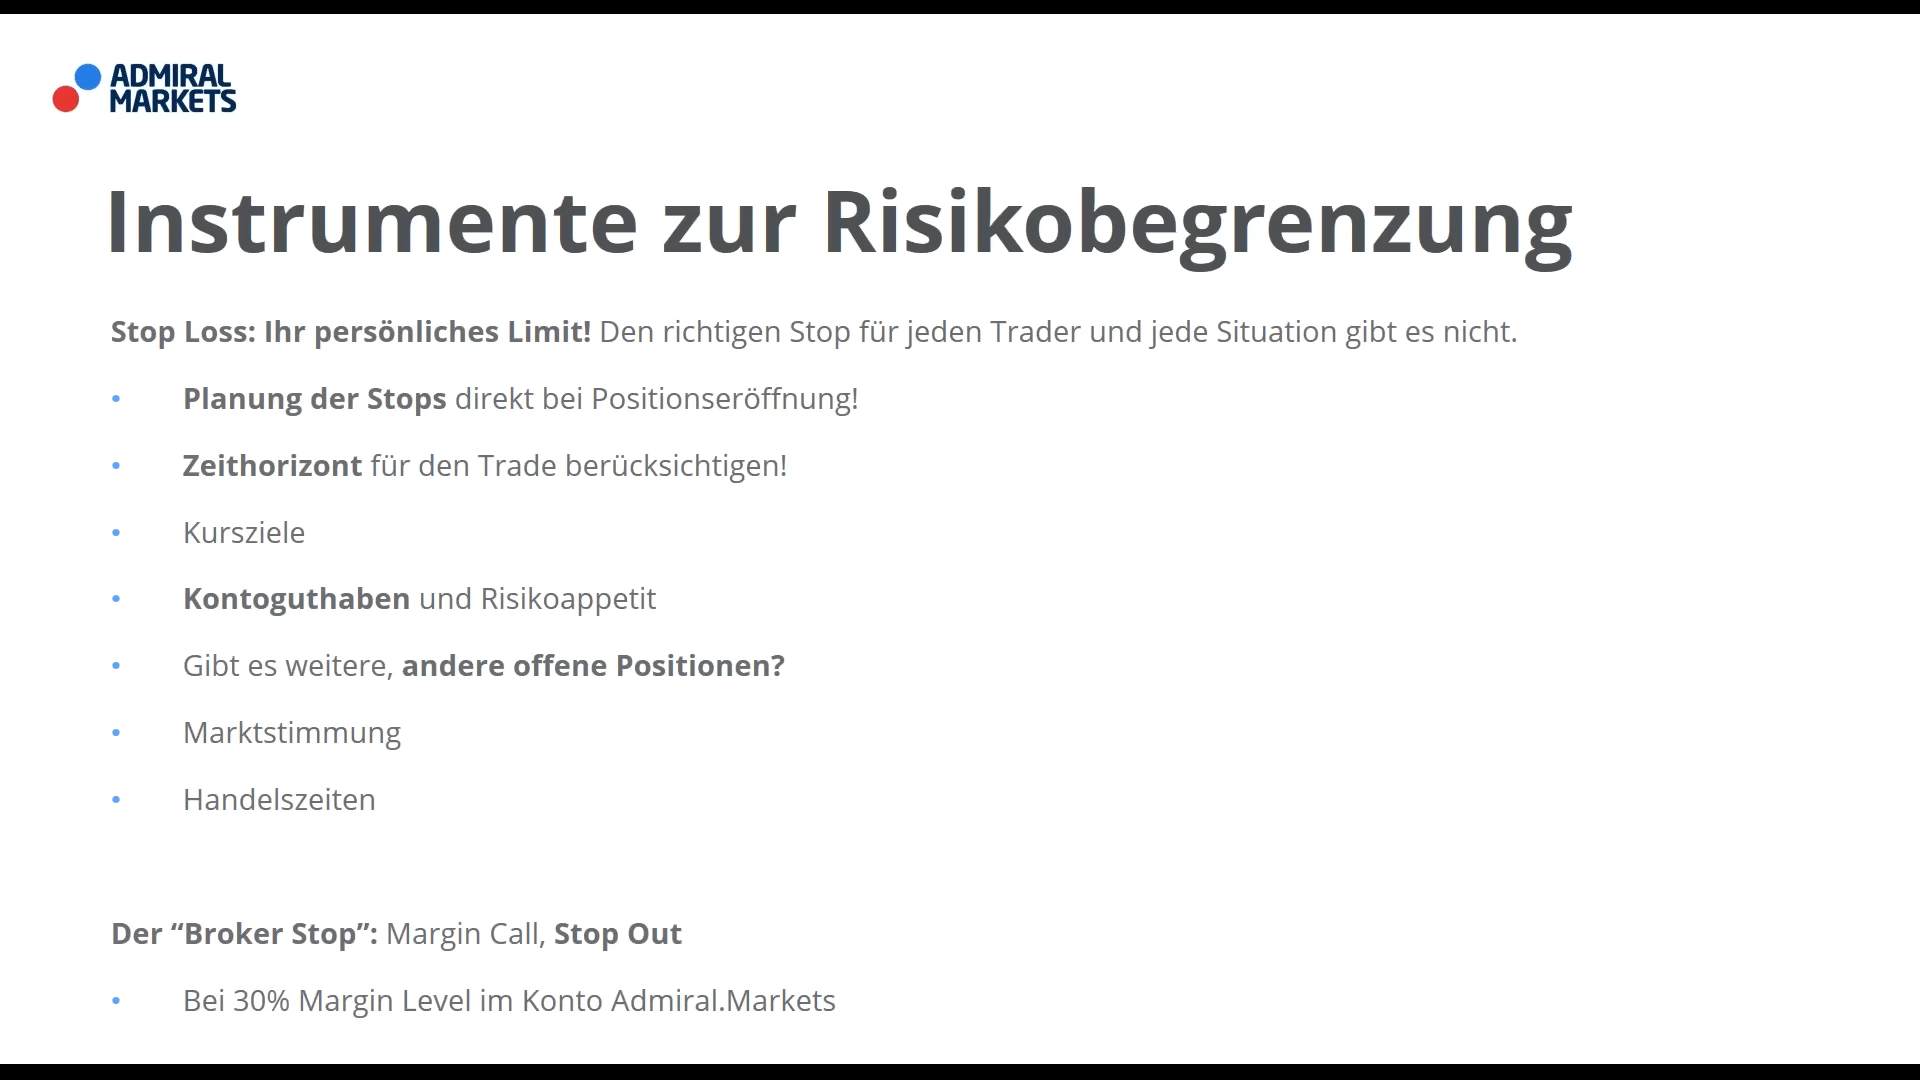 ADMIRAL
MARKETS
Instrumente zur Risikobegrenzung
Stop Loss: Ihr persönliches Limit! Den richtigen Stop für jeden Trader und jede Situation gibt es nicht.
• Planung der Stops direkt bei Positionseröffnung!
• Zeithorizont für den Trade berücksichtigen!
• Kursziele
• Kontoguthaben und Risikoappetit
• Gibt es weitere, andere offene Positionen?
• Marktstimmung
• Handelszeiten
Der “Broker Stop”: Margin Call, Stop Out
• Bei 30% Margin Level im Konto Admiral.Markets